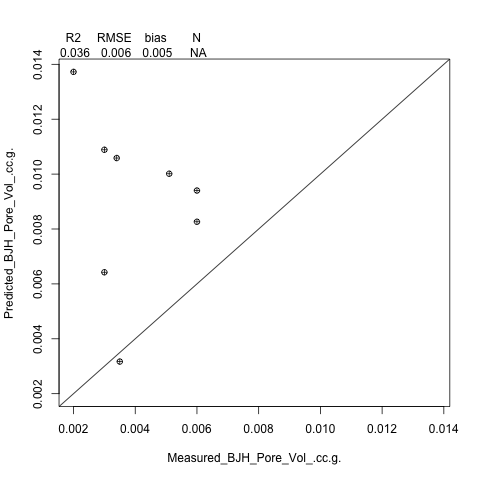 R2 RMSE bias N
0.036 0.006 0.005 NA
0.014
0.012
0.010
0.008
0.006
0.004
0.002
Predicted_BJH_Pore_Vol_.cc.g.
0.002 0.004 0.006 0.008 0.010 0.012 0.014
Measured_BJH_Pore_Vol_.cc.g.